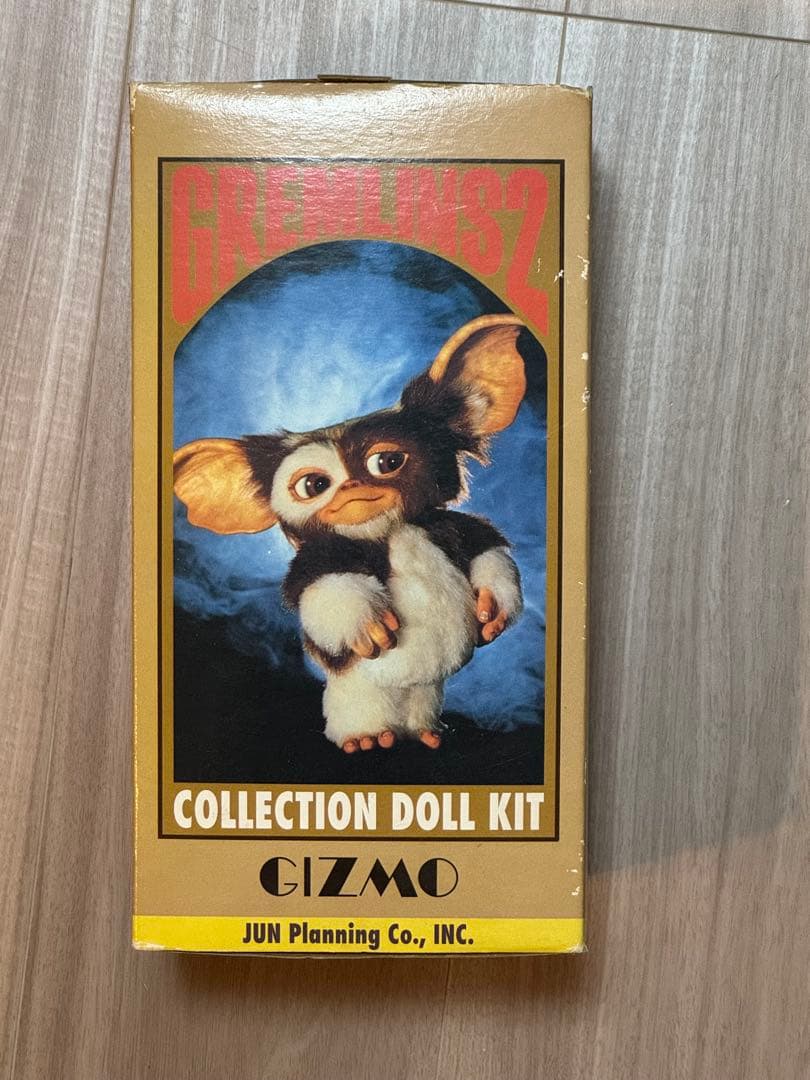 GREMLINS2
COLLECTION DOLL KIT
GIZMO
JUN Planning Co., INC.